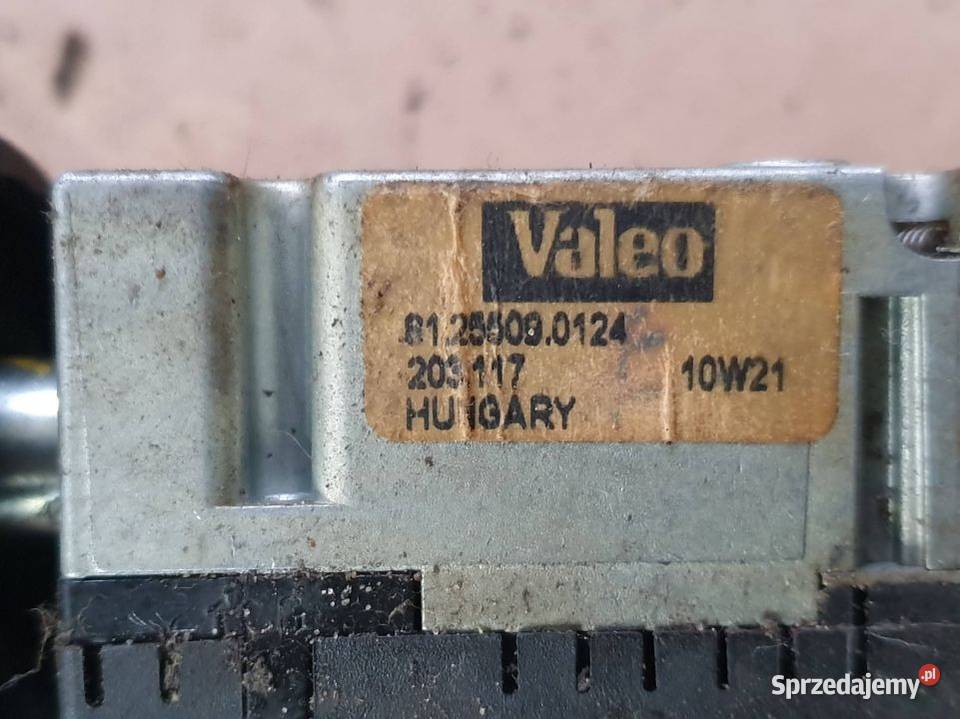 Valeo
81.25509.0124
203117 10W21
HUNGARY
Sprzedajemy.pl